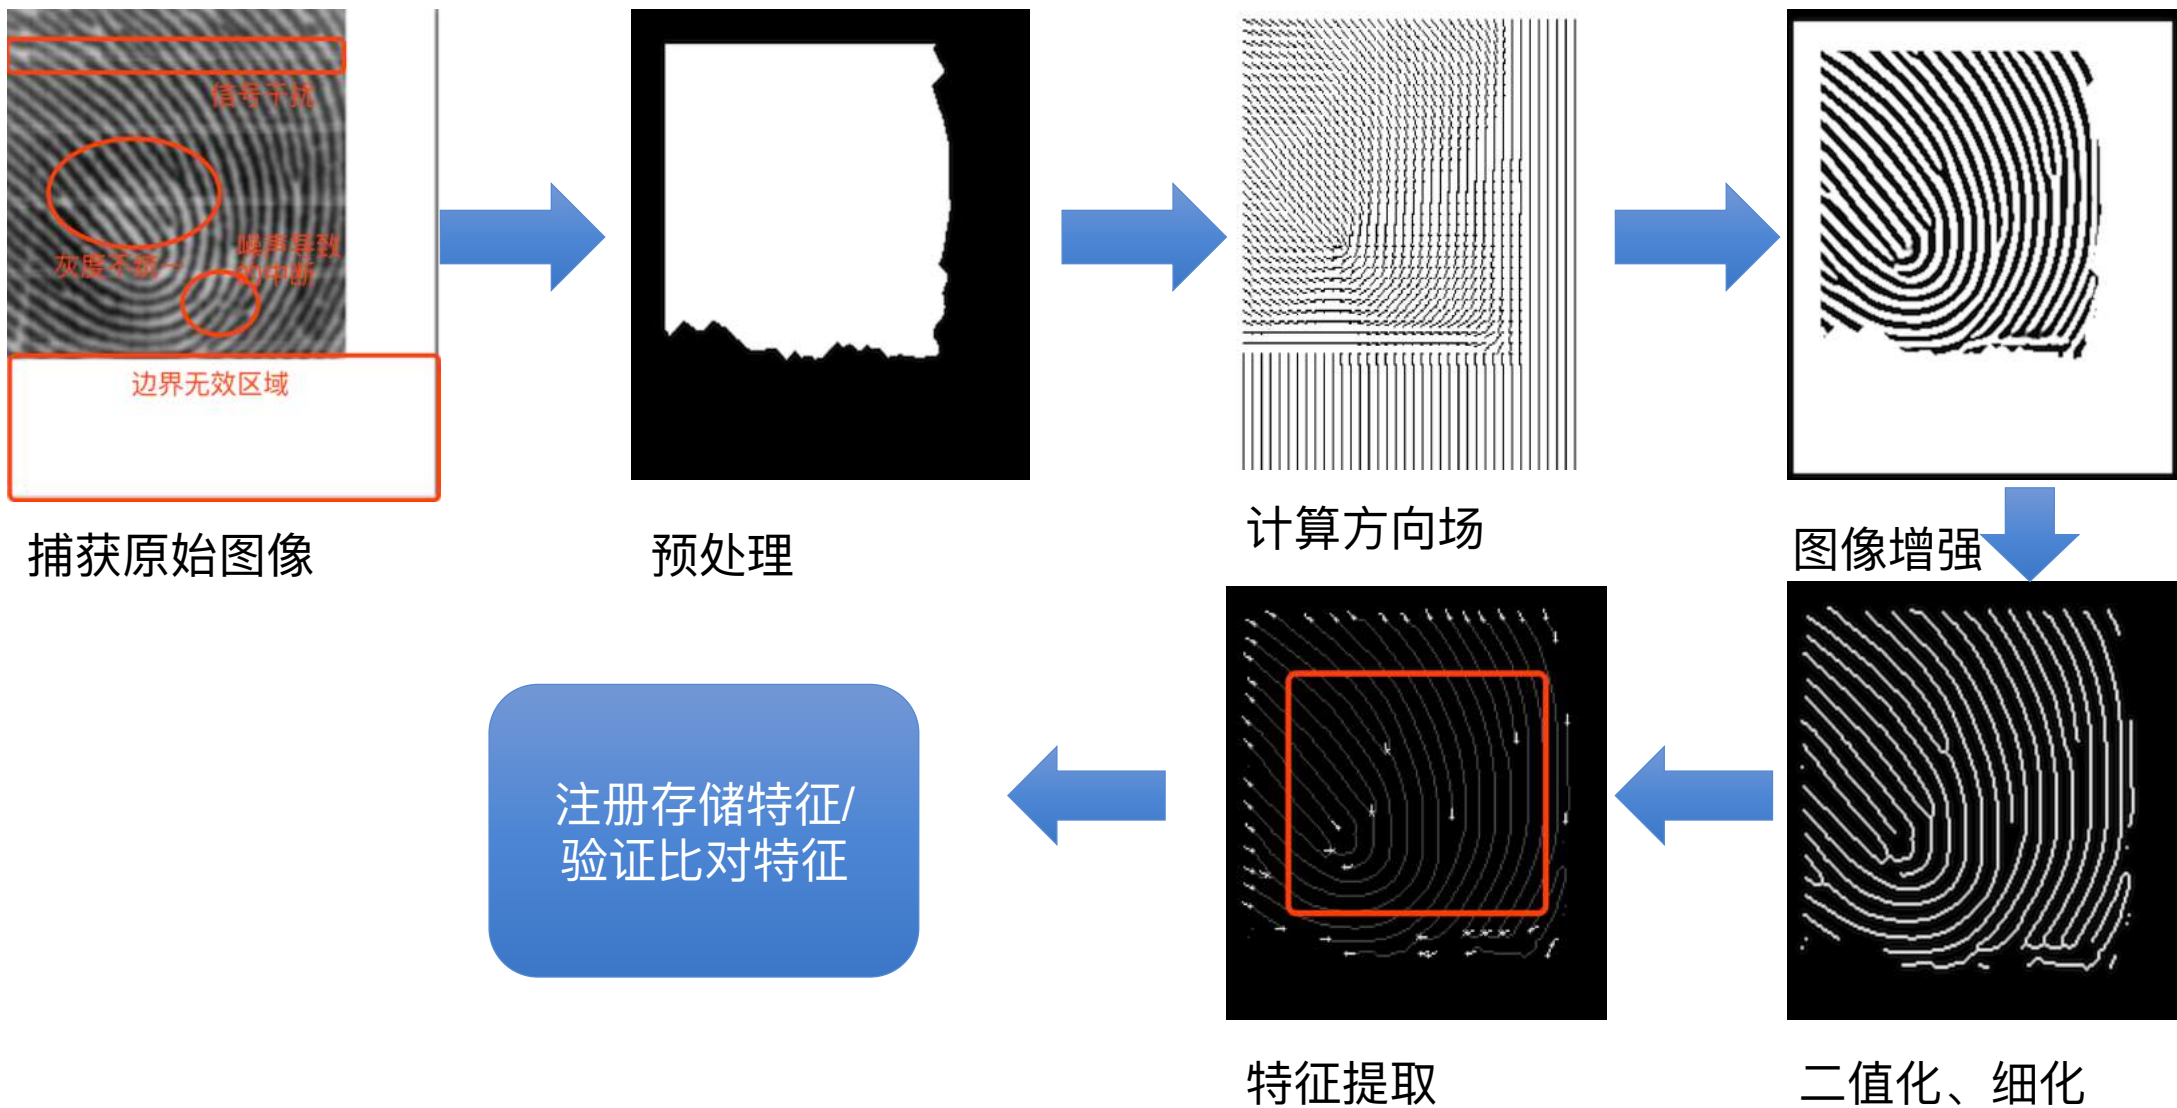 信号干扰
灰度不统一
噪声导致
的中断
边界无效区域
捕获原始图像
预处理
计算方向场
图像增强
注册存储特征/
验证比对特征
特征提取
二值化、细化